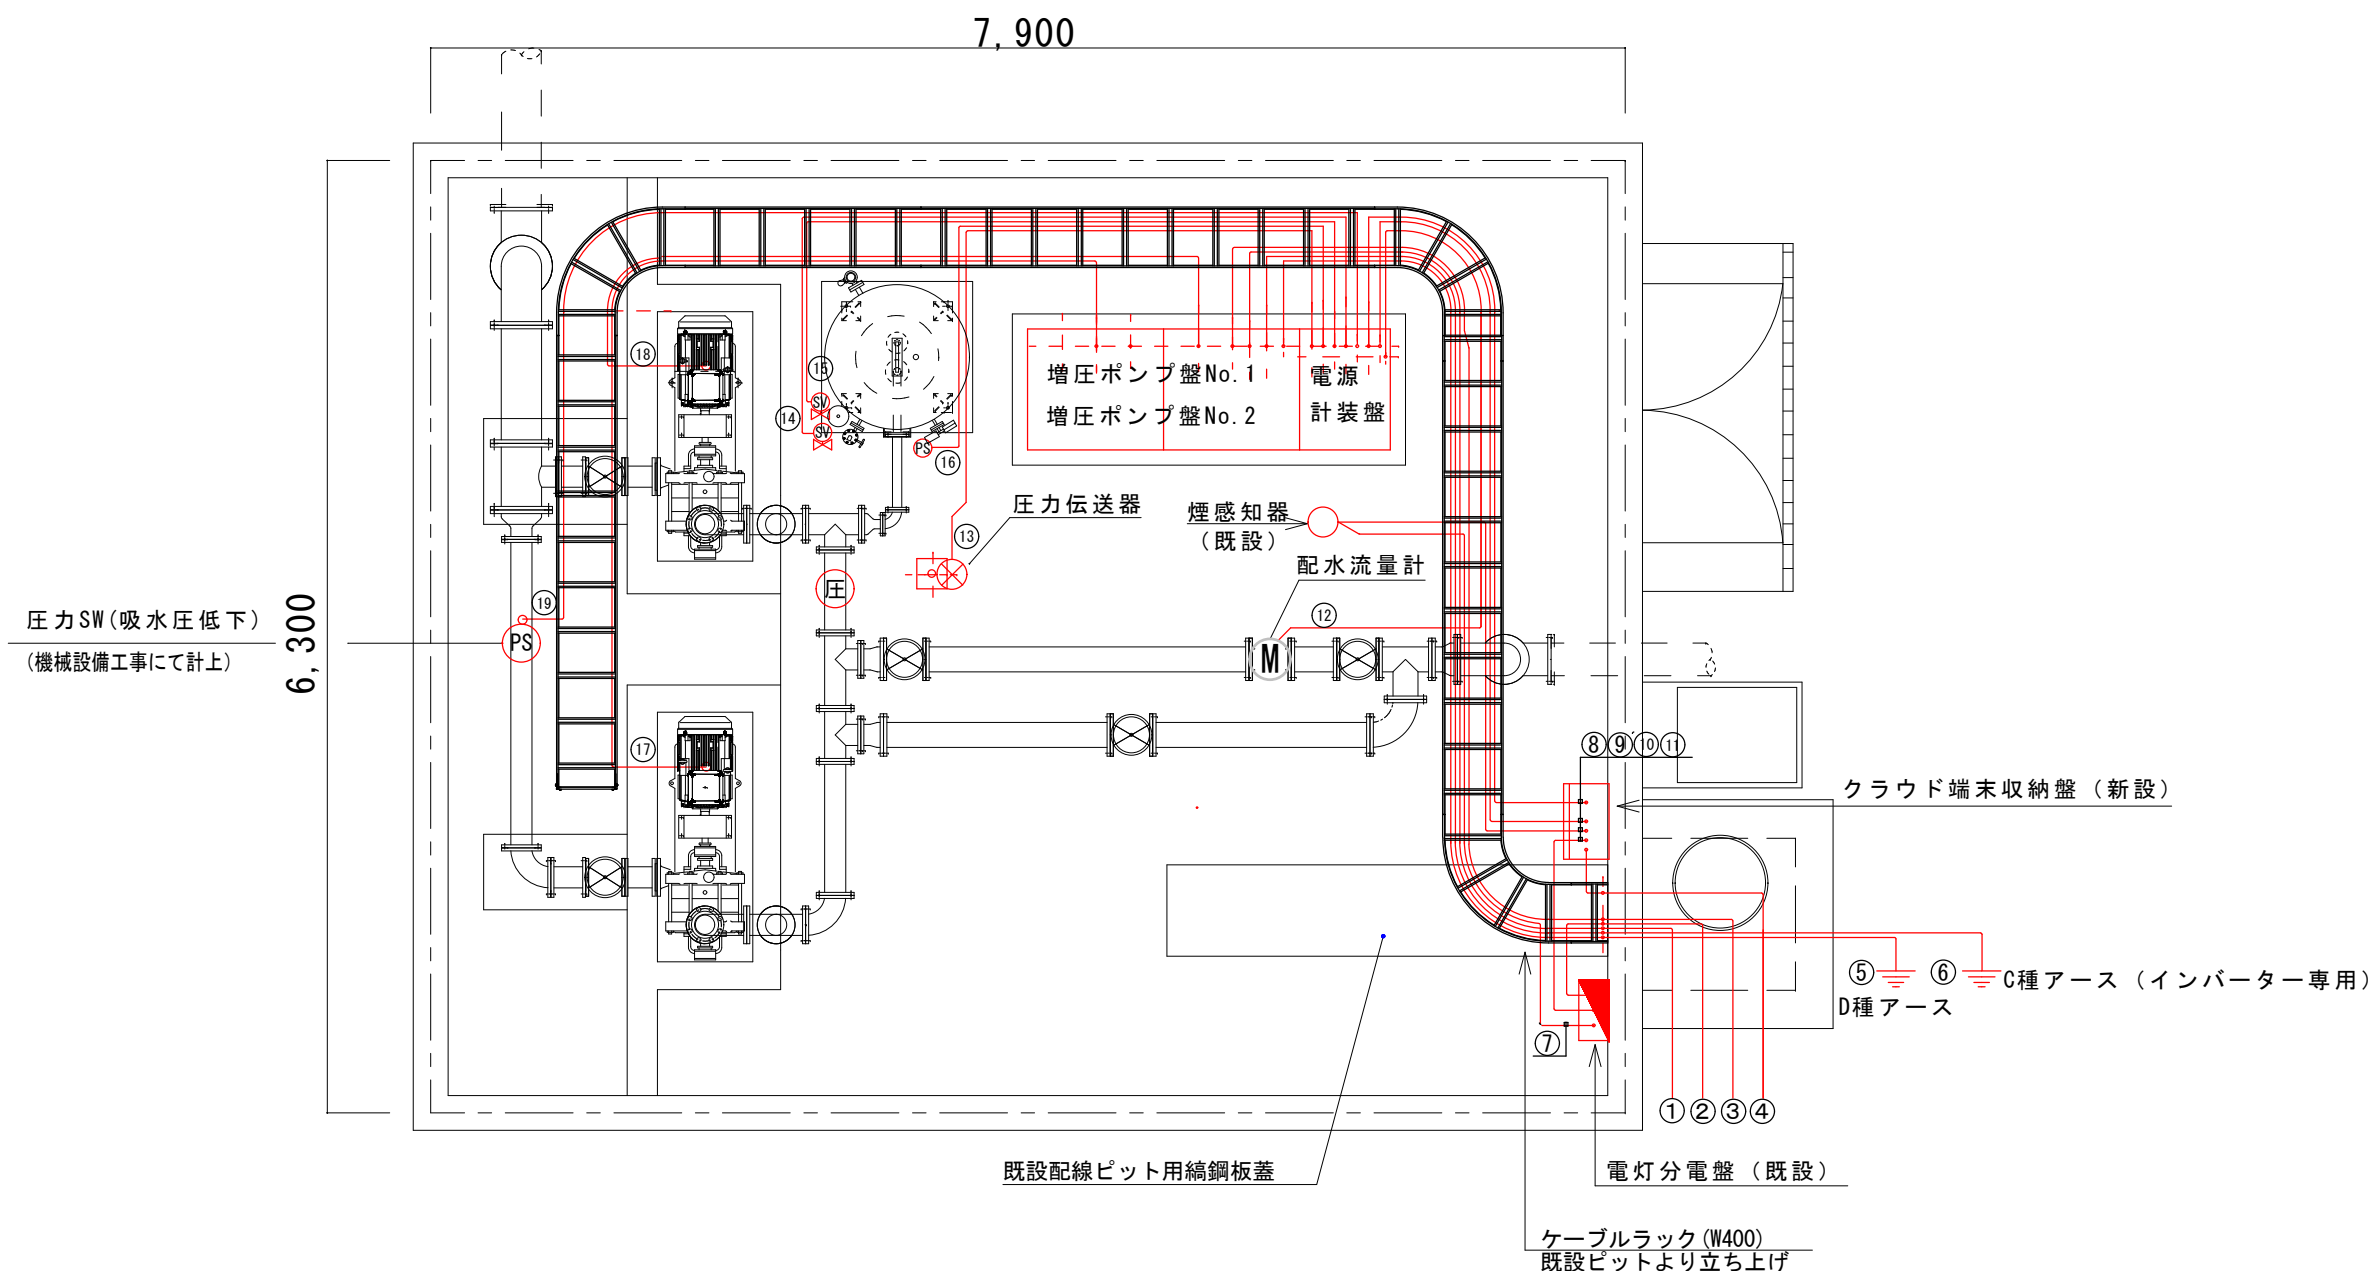 7,900
6,300
圧力SW(吸水圧低下)
(機械設備工事にて計上)
PS
⑲
⑱
⑰
⑮
⑭
SV
SV
PS
⑯
増圧ポンプ盤No.1
増圧ポンプ盤No.2
電源
計装盤
圧力伝送器
⑬
圧
煙感知器
(既設)
配水流量計
⑫
M
⑧⑨⑩⑪
クラウド端末収納盤(新設)
⑤
D種アース
⑥
C種アース(インバーター専用)
⑦
①②③④
既設配線ピット用縞鋼板蓋
電灯分電盤(既設)
ケーブルラック(W400)
既設ピットより立ち上げ